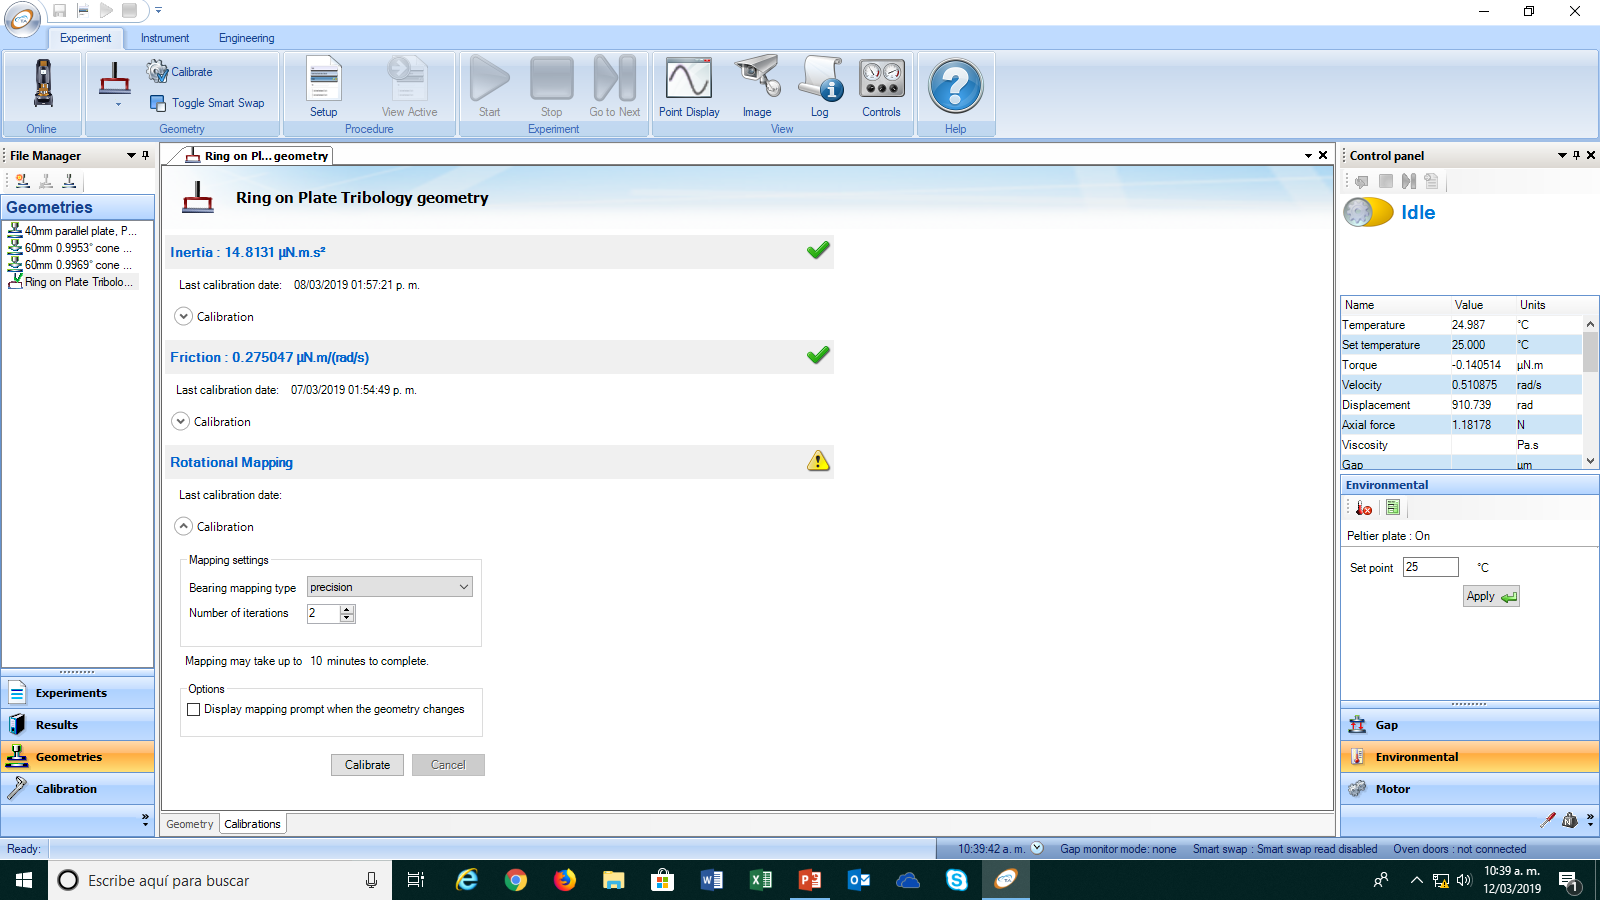 Experiment
Instrument
Engineering
Calibrate
Toggle Smart Swap
Setup
View Active
Start
Stop
Go to Next
Point Display
Image
Log
Controls
Online
Geometry
Procedure
Experiment
View
Help
File Manager
Geometries
40mm parallel plate, P...
60mm 0.9953° cone ...
60mm 0.9969° cone ...
Ring on Plate Tribolo...
Experiments
Results
Geometries
Calibration
Ring on Pl... geometry
Ring on Plate Tribology geometry
Inertia : 14.8131 µN.m.s²
Last calibration date: 08/03/2019 01:57:21 p. m.
Calibration
Friction : 0.275047 µN.m/(rad/s)
Last calibration date: 07/03/2019 01:54:49 p. m.
Calibration
Rotational Mapping
Last calibration date:
Calibration
Mapping settings
Bearing mapping type precision
Number of iterations 2
Mapping may take up to 10 minutes to complete.
Options
Display mapping prompt when the geometry changes
Calibrate Cancel
Geometry Calibrations
Control panel
Idle
Name Value Units
Temperature 24.987 °C
Set temperature 25.000 °C
Torque -0.140514 µN.m
Velocity 0.510875 rad/s
Displacement 910.739 rad
Axial force 1.18178 N
Viscosity Pa.s
Gap µm
Environmental
Peltier plate : On
Set point 25 °C
Apply
Gap
Environmental
Motor
Ready:
10:39:42 a. m.
Gap monitor mode: none
Smart swap : Smart swap read disabled
Oven doors : not connected
Escribe aquí para buscar
10:39 a. m.
12/03/2019
1